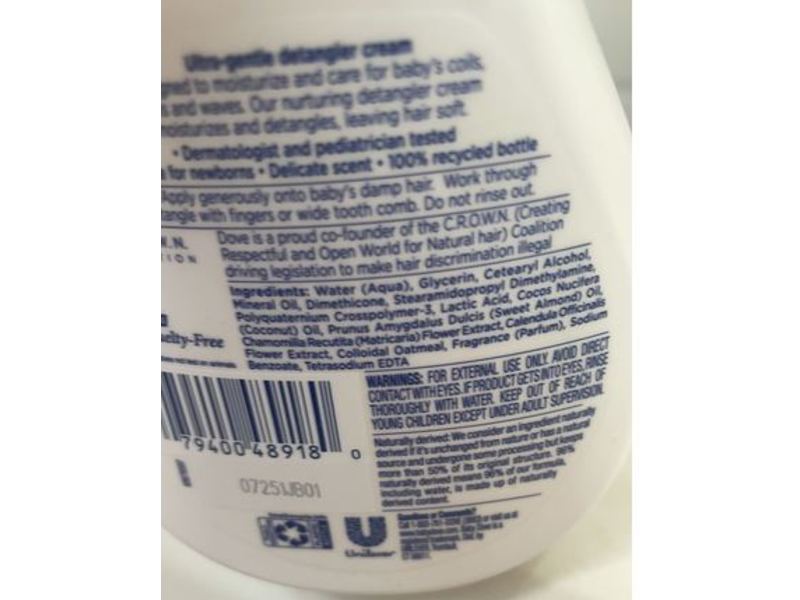 Ultra-gentle detangler cream
to moisturize and care for baby's coils,
and waves. Our nurturing detangler cream
moisturizes and detangles, leaving hair soft.
• Dermatologist and pediatrician tested
for newborns • Delicate scent • 100% recycled bottle
Apply generously onto baby's damp hair. Work through
with fingers or wide tooth comb. Do not rinse out.
Dove is a proud co-founder of the C.R.O.W.N. (Creating
Respectful and Open World for Natural hair) Coalition
driving legislation to make hair discrimination illegal
Ingredients: Water (Aqua), Glycerin, Cetearyl Alcohol,
Mineral Oil, Dimethicone, Stearamidopropyl Dimethylamine,
Polyquaternium Crosspolymer-3, Lactic Acid, Cocos Nucifera
(Coconut) Oil, Prunus Amygdalus Dulcis (Sweet Almond) Oil,
Chamomilla Recutita (Matricaria) Flower Extract, Calendula Officinalis
Flower Extract, Colloidal Oatmeal, Fragrance (Parfum), Sodium
Benzoate, Tetrasodium EDTA
WARNINGS: FOR EXTERNAL USE ONLY. AVOID DIRECT
CONTACT WITH EYES. IF PRODUCT GETS INTO EYES, RINSE
THOROUGHLY WITH WATER. KEEP OUT OF REACH OF
YOUNG CHILDREN EXCEPT UNDER ADULT SUPERVISION.
Naturally derived: We consider an ingredient naturally
derived if it's unchanged from nature or has a natural
source and undergone some processing but keeps
more than 50% of its original structure. 96%
naturally derived means 96% of our formula,
including water, is made up of naturally
derived content.
79400 48918 0
07251JB01
Unilever